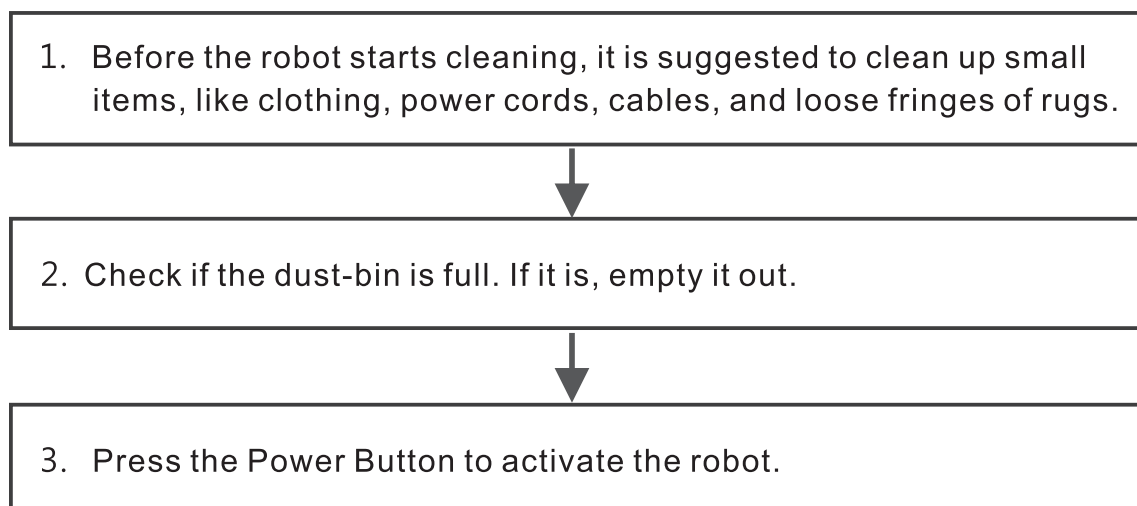 1. Before the robot starts cleaning, it is suggested to clean up small
items, like clothing, power cords, cables, and loose fringes of rugs.
2. Check if the dust-bin is full. If it is, empty it out.
3. Press the Power Button to activate the robot.